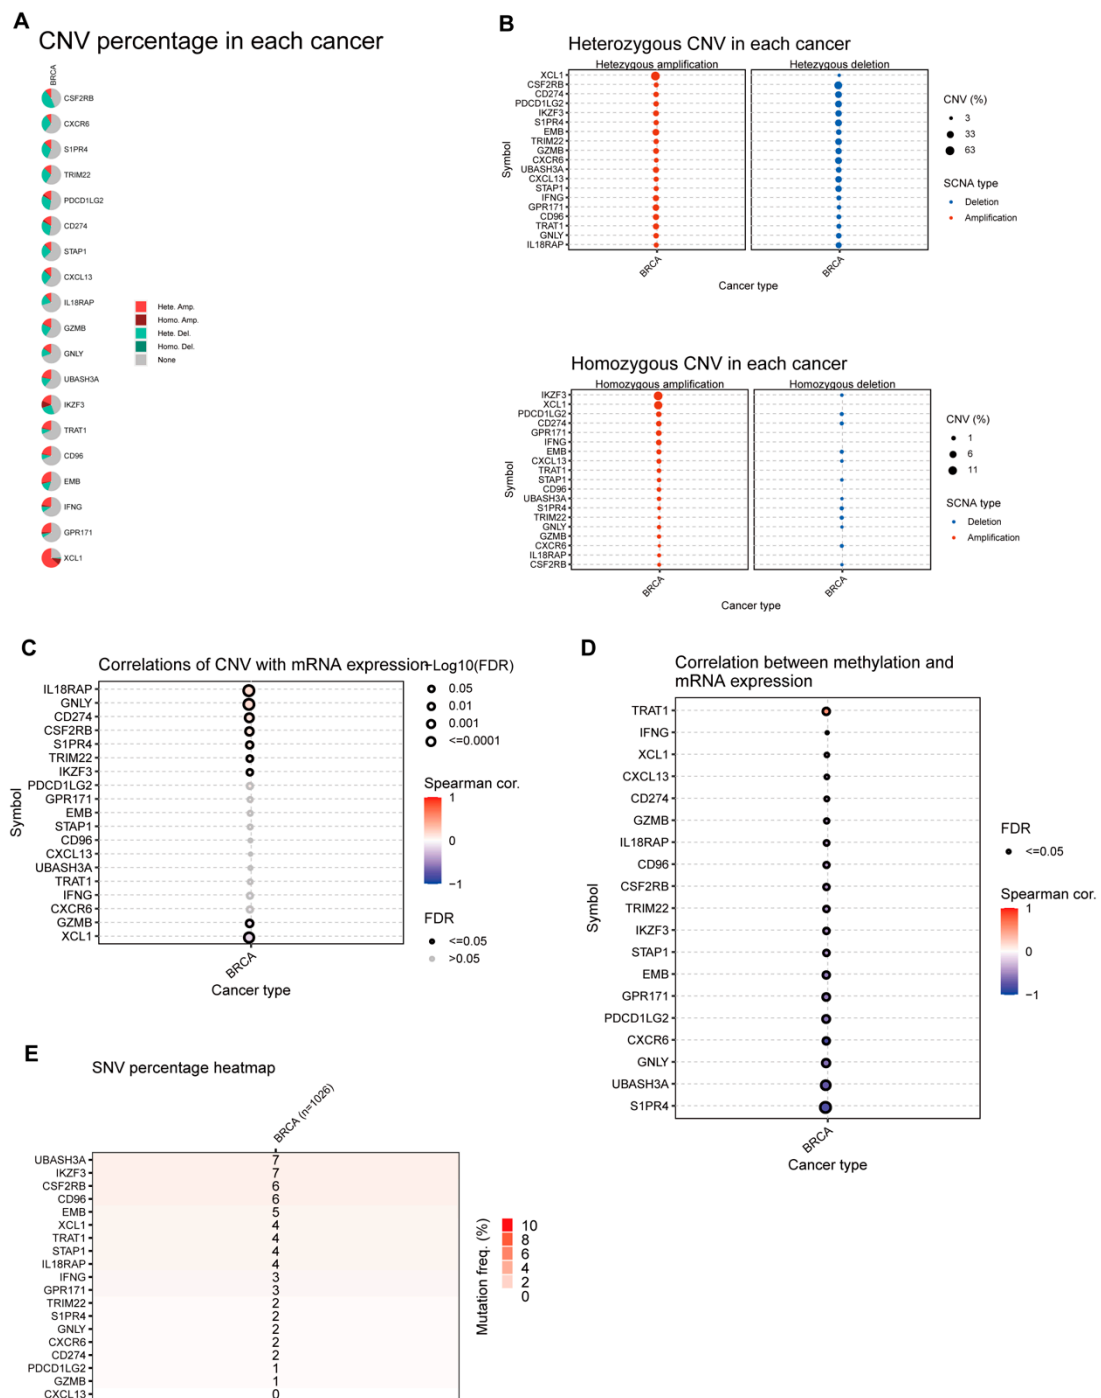 A
CNV percentage in each cancer
BRCA
CSF2RB
CXCR6
S1PR4
TRIM22
PDCD1LG2
CD274
STAP1
CXCL13
IL18RAP
GZMB
GNLY
UBASH3A
IKZF3
TRAT1
CD96
EMB
IFNG
GPR171
XCL1
Hete. Amp.
Homo. Amp.
Hete. Del.
Homo. Del.
None
B
Heterozygous CNV in each cancer
Hetezygous amplification
Hetezygous deletion
XCL1
CSF2RB
CD274
PDCD1LG2
IKZF3
S1PR4
EMB
TRIM22
GZMB
CXCR6
UBASH3A
CXCL13
STAP1
IFNG
GPR171
CD96
TRAT1
GNLY
IL18RAP
Symbol
BRCA
BRCA
Cancer type
CNV (%)
3
33
63
SCNA type
Deletion
Amplification
Homozygous CNV in each cancer
Homozygous amplification
Homozygous deletion
IKZF3
XCL1
PDCD1LG2
CD274
GPR171
IFNG
EMB
CXCL13
TRAT1
STAP1
CD96
UBASH3A
S1PR4
TRIM22
GNLY
GZMB
CXCR6
IL18RAP
CSF2RB
Symbol
BRCA
BRCA
Cancer type
CNV (%)
1
6
11
SCNA type
Deletion
Amplification
C
Correlations of CNV with mRNA expression
IL18RAP
GNLY
CD274
CSF2RB
S1PR4
TRIM22
IKZF3
PDCD1LG2
GPR171
EMB
STAP1
CD96
CXCL13
UBASH3A
TRAT1
IFNG
CXCR6
GZMB
XCL1
Symbol
BRCA
Cancer type
−Log10(FDR)
0.05
0.01
0.001
<=0.0001
Spearman cor.
1
0
−1
FDR
<=0.05
>0.05
D
Correlation between methylation and
mRNA expression
TRAT1
IFNG
XCL1
CXCL13
CD274
GZMB
IL18RAP
CD96
CSF2RB
TRIM22
IKZF3
STAP1
EMB
GPR171
PDCD1LG2
CXCR6
GNLY
UBASH3A
S1PR4
Symbol
BRCA
Cancer type
FDR
<=0.05
Spearman cor.
1
0
−1
E
SNV percentage heatmap
BRCA (n=1026)
UBASH3A 7
IKZF3 7
CSF2RB 6
CD96 6
EMB 5
XCL1 4
TRAT1 4
STAP1 4
IL18RAP 4
IFNG 3
GPR171 3
TRIM22 2
S1PR4 2
GNLY 2
CXCR6 2
CD274 2
PDCD1LG2 1
GZMB 1
CXCL13 0
Mutation freq. (%)
10
8
6
4
2
0